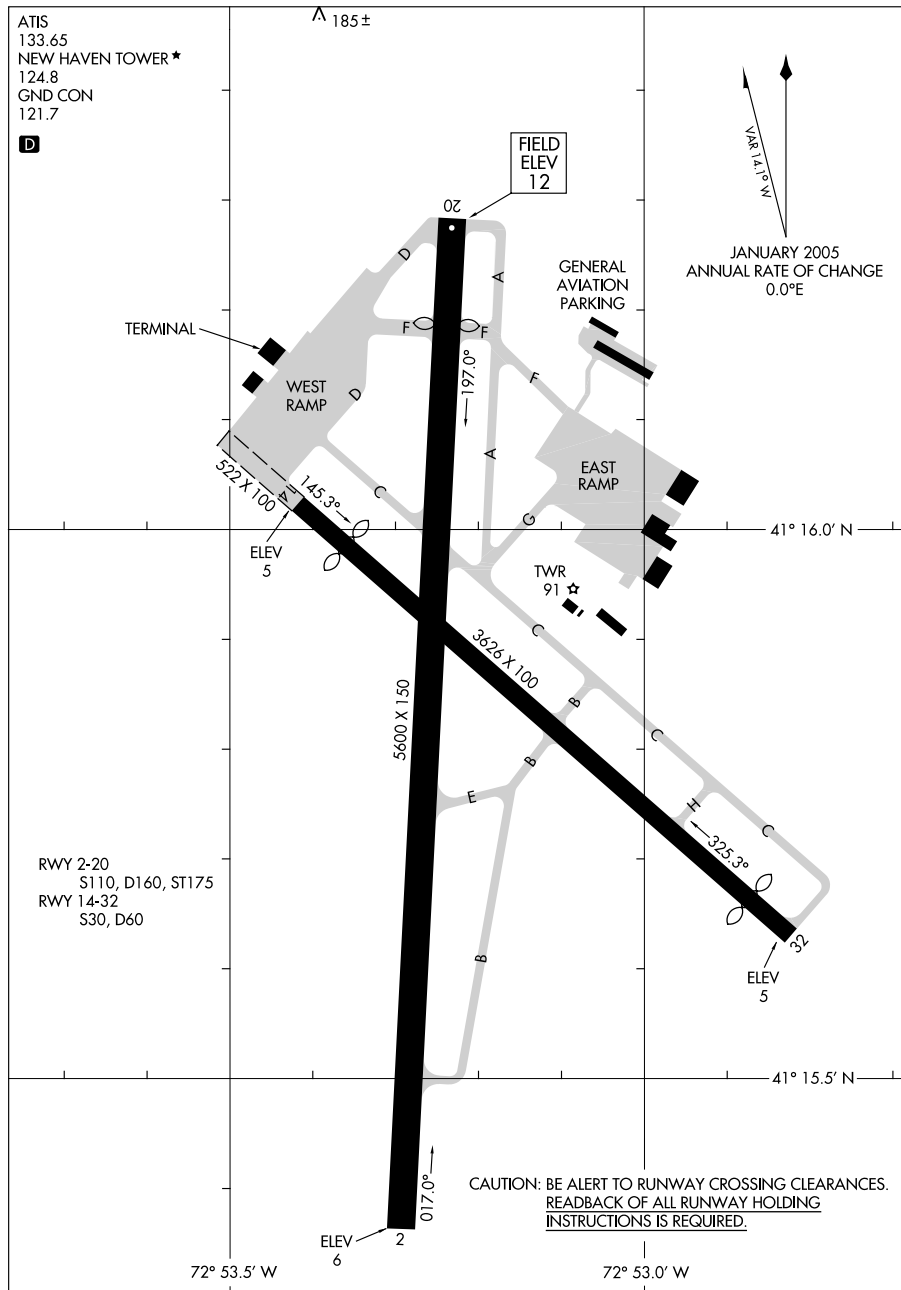 ATIS
133.65
NEW HAVEN TOWER★
124.8
GND CON
121.7
D
185±
FIELD
ELEV
12
VAR 14.1° W
JANUARY 2005
ANNUAL RATE OF CHANGE
0.0°E
20
D
A
GENERAL
AVIATION
PARKING
TERMINAL
F
F
197.0°
F
WEST
RAMP
D
A
EAST
RAMP
522 X 100
145.3°
C
G
ELEV
5
41° 16.0' N
TWR
91
C
3626 X 100
5600 X 150
B
C
B
E
H
C
325.3°
RWY 2-20
S110, D160, ST175
RWY 14-32
S30, D60
32
B
ELEV
5
41° 15.5' N
017.0°
CAUTION: BE ALERT TO RUNWAY CROSSING CLEARANCES.
READBACK OF ALL RUNWAY HOLDING
INSTRUCTIONS IS REQUIRED.
2
ELEV
6
72° 53.5' W
72° 53.0' W